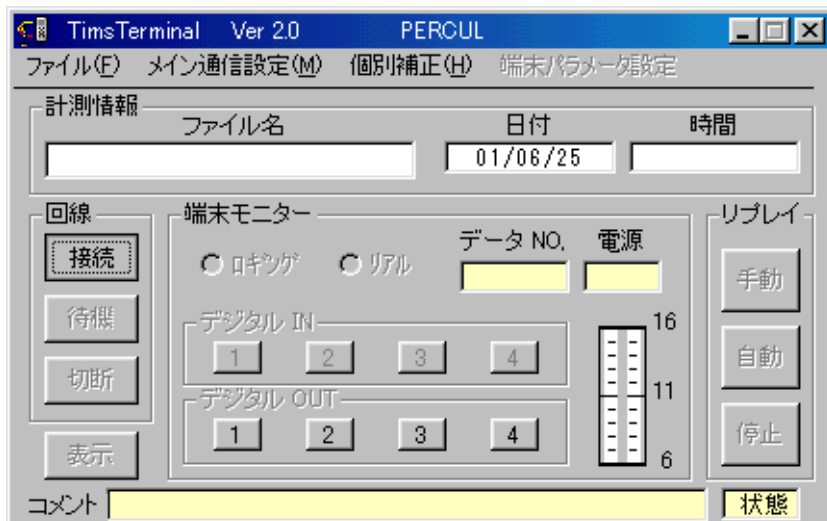 TimsTerminal Ver 2.0 PERCUL
ファイル(F) メイン通信設定(M) 個別補正(H) 端末パラメータ設定
計測情報
ファイル名 日付 時間
01/06/25
回線 端末モニター リプレイ
接続 ロギング リアル データ NO. 電源 手動
待機 デジタル IN 16
1 2 3 4 自動
切断 デジタル OUT 11
1 2 3 4 停止
表示 6
コメント 状態